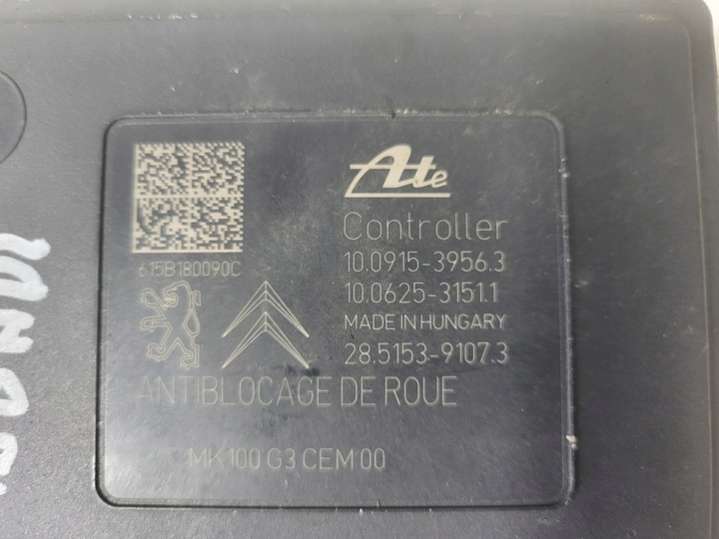 Ate
Controller
615B180090C
10.0915-3956.3
10.0625-3151.1
MADE IN HUNGARY
28.5153-9107.3
ANTIBLOCAGE DE ROUE
MK100 G3 CEM 00